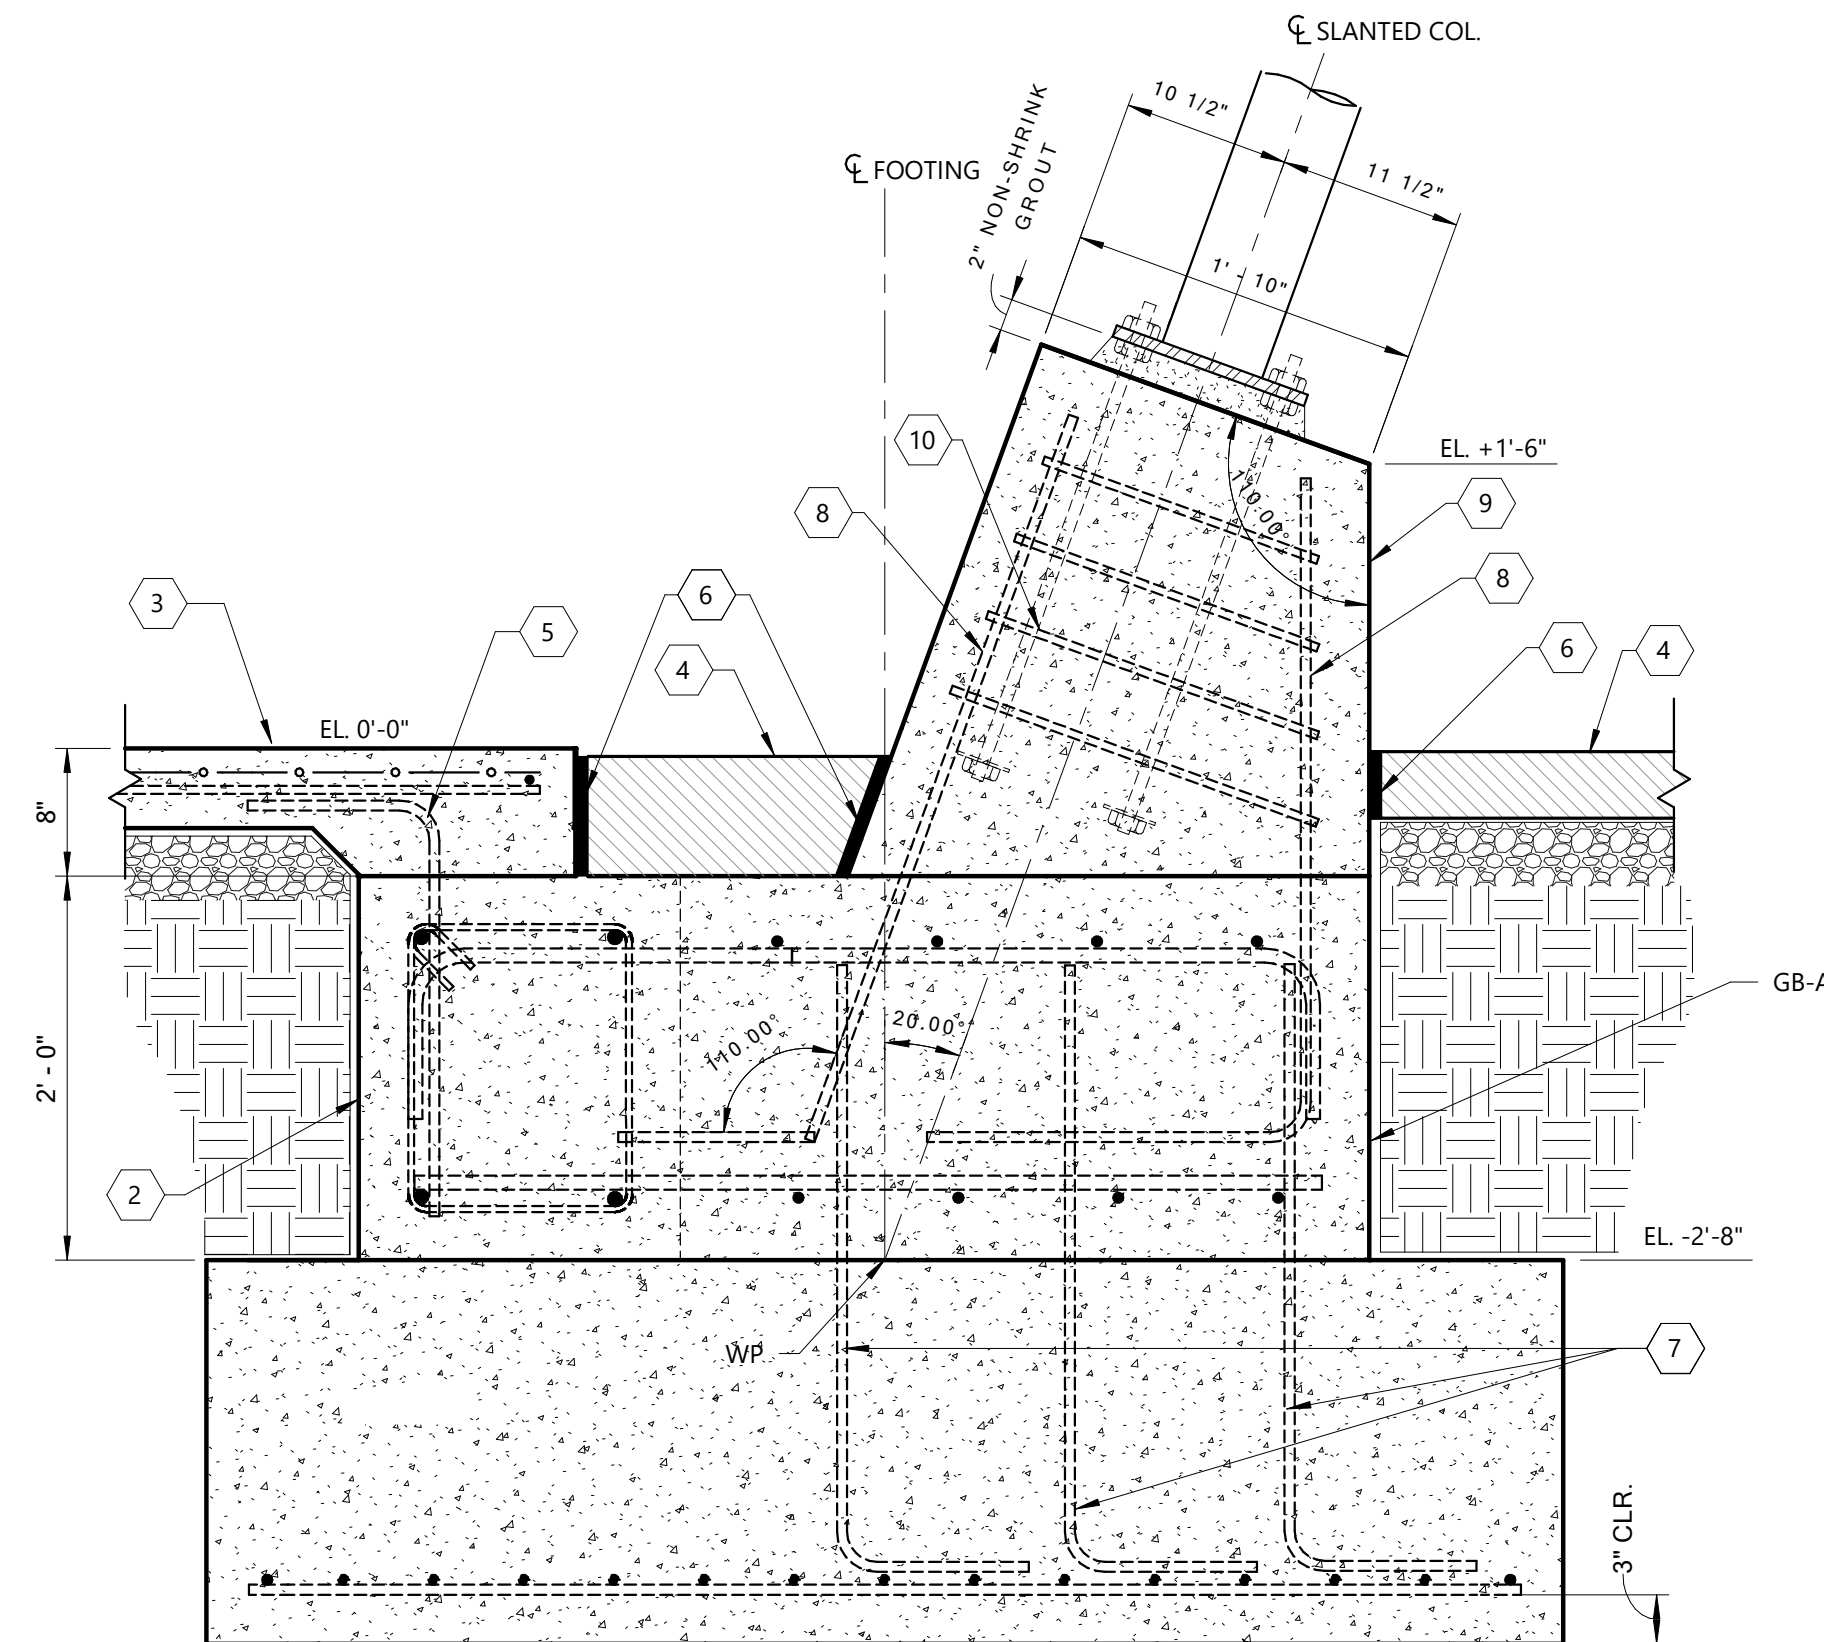 ℄ SLANTED COL.
10 1/2"
11 1/2"
2" NON-SHRINK
GROUT
℄ FOOTING
1' - 10"
10
EL. +1'-6"
110.00°
8
9
8
3
5
6
4
6
4
EL. 0'-0"
8"
GB-A
2' - 0"
110.00°
20.00°
2
EL. -2'-8"
WP
7
3" CLR.